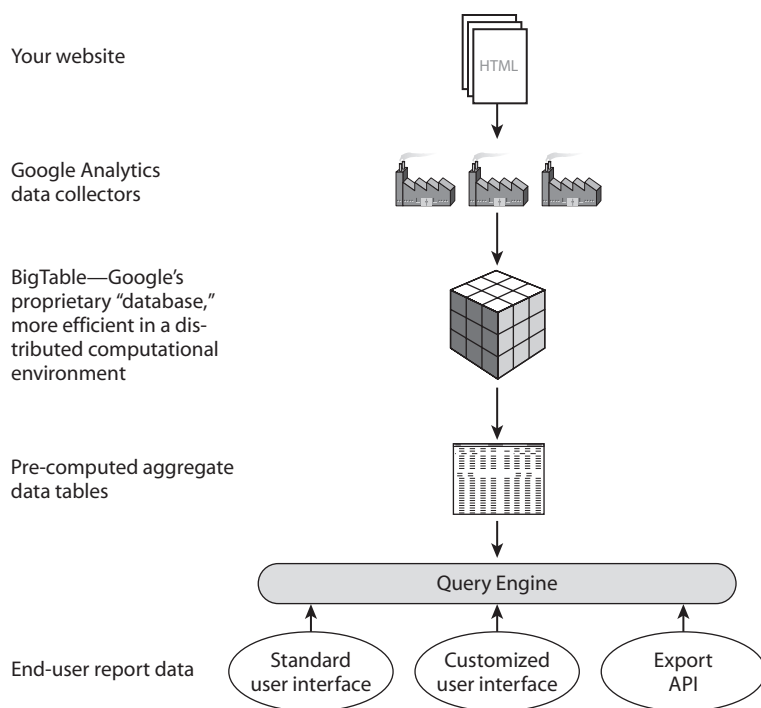 Your website
HTML
Google Analytics
data collectors
BigTable—Google’s
proprietary “database,”
more efficient in a dis-
tributed computational
environment
Pre-computed aggregate
data tables
Query Engine
End-user report data
Standard
user interface
Customized
user interface
Export
API